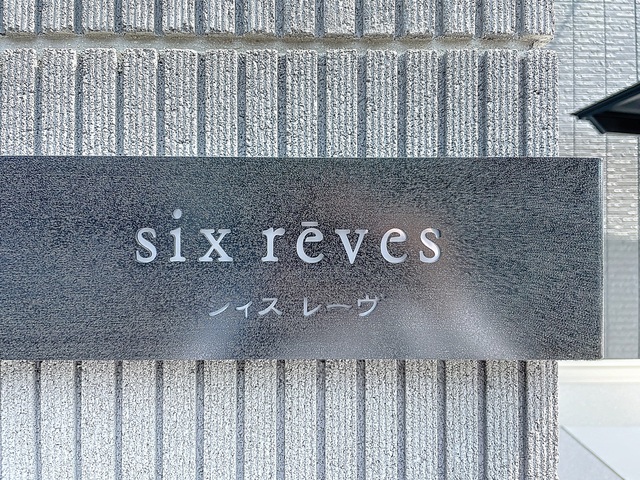 six rēves
シィス レーヴ